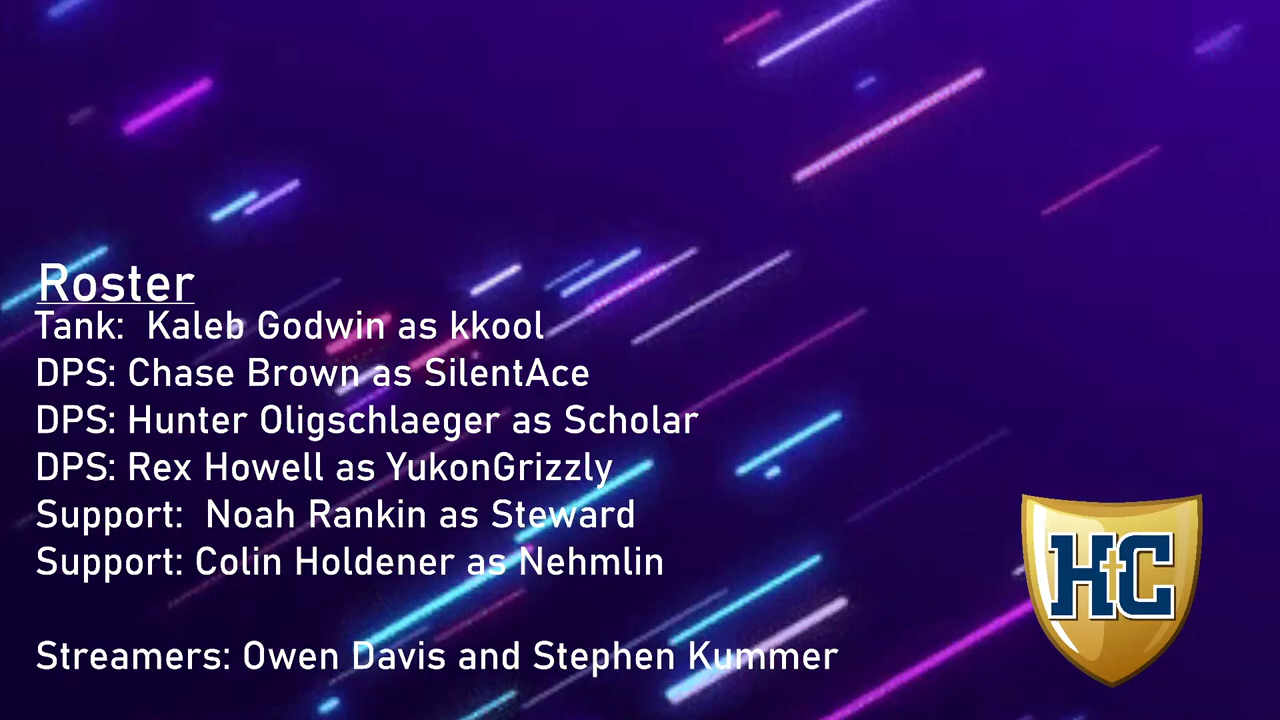 Roster
Tank:  Kaleb Godwin as kkool
DPS: Chase Brown as SilentAce
DPS: Hunter Oligschlaeger as Scholar
DPS: Rex Howell as YukonGrizzly
Support:  Noah Rankin as Steward
Support: Colin Holdener as Nehmlin
Streamers: Owen Davis and Stephen Kummer
HC